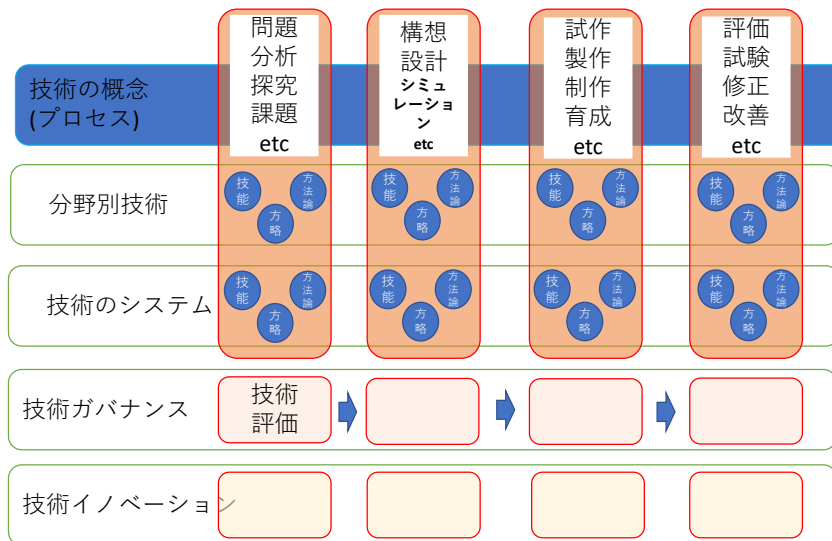 技術の概念
(プロセス)
問題
分析
探究
課題
etc
構想
設計
シミュ
レーショ
ン
etc
試作
製作
制作
育成
etc
評価
試験
修正
改善
etc
分野別技術
技
能
方
法
論
方
略
技
能
方
法
論
方
略
技
能
方
法
論
方
略
技
能
方
法
論
方
略
技術のシステム
技
能
方
法
論
方
略
技
能
方
法
論
方
略
技
能
方
法
論
方
略
技
能
方
法
論
方
略
技術ガバナンス
技術
評価
技術イノベーション